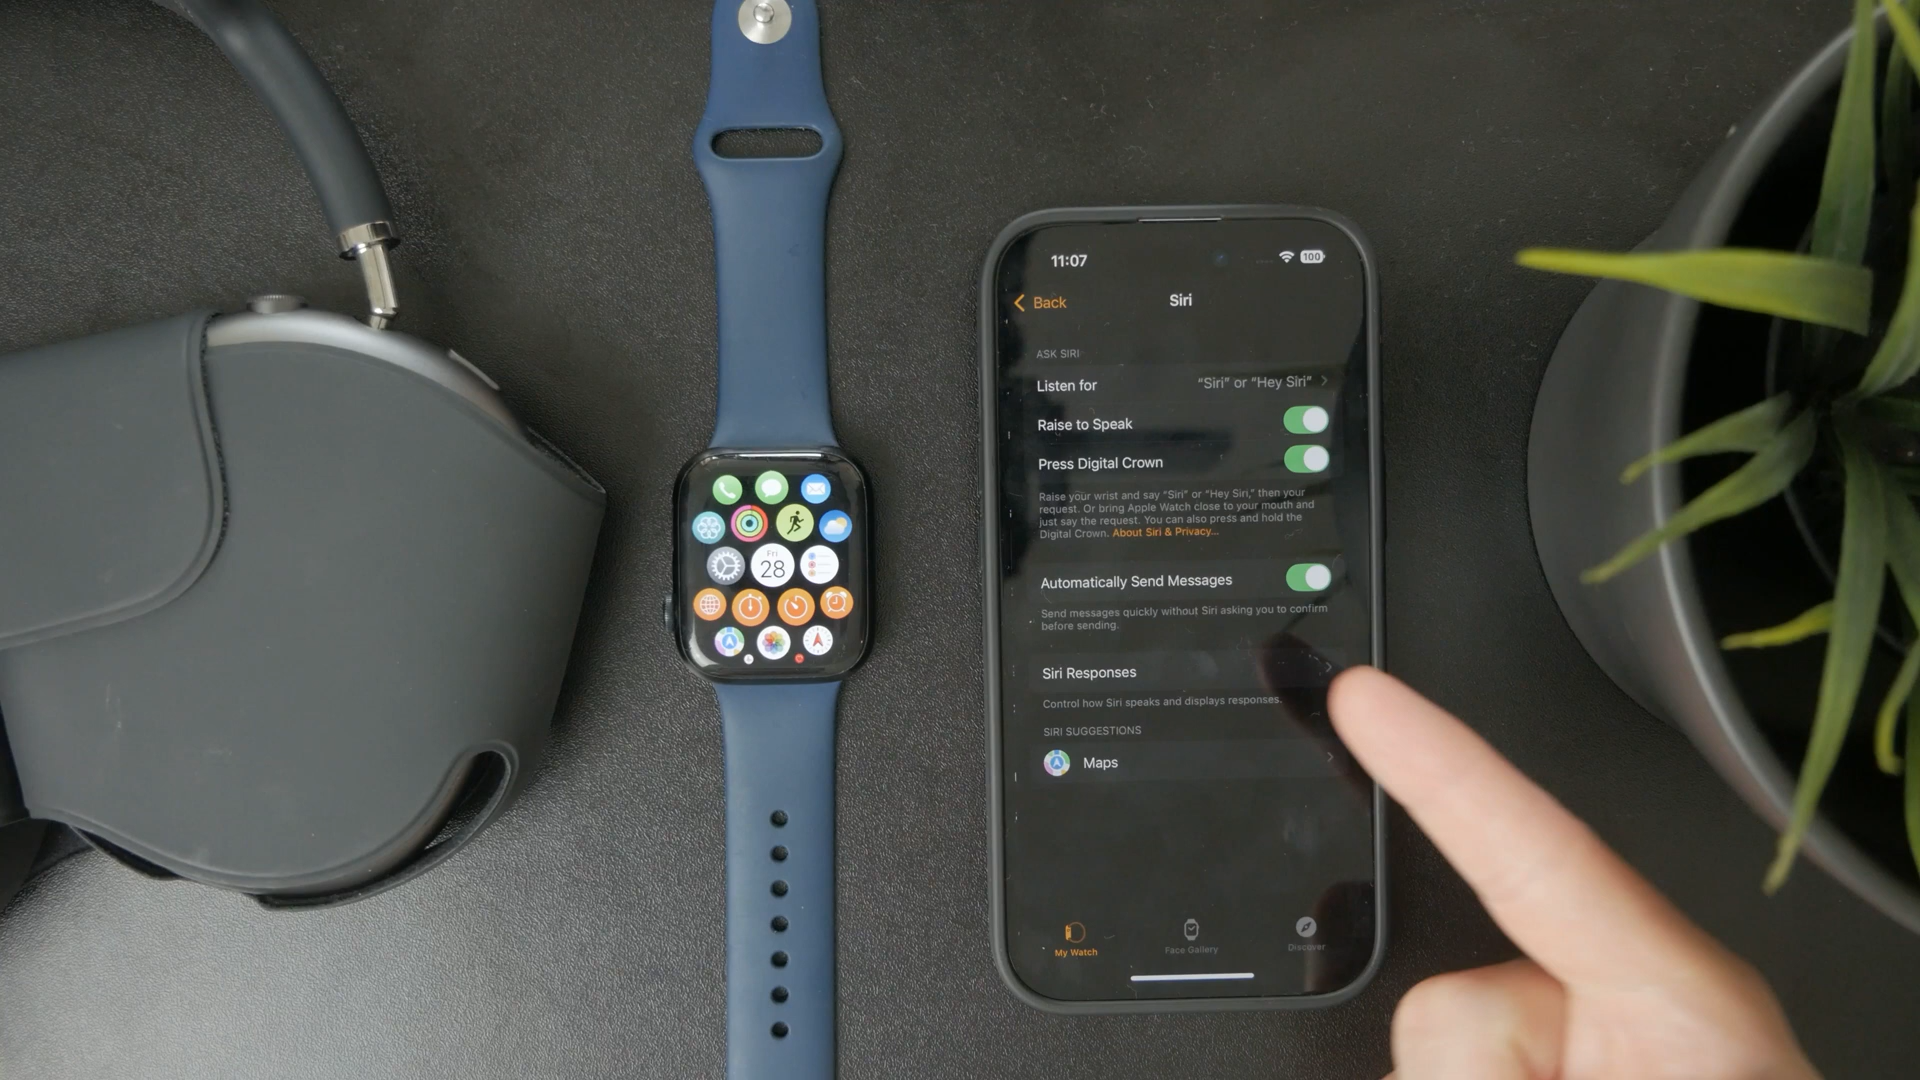 11:07
100
Back
Siri
ASK SIRI
Listen for
“Siri” or “Hey Siri”
Raise to Speak
Press Digital Crown
Raise your wrist and say “Siri” or “Hey Siri,” then your
request. Or bring Apple Watch close to your mouth and
just say the request. You can also press and hold the
Digital Crown. About Siri & Privacy...
Automatically Send Messages
Send messages quickly without Siri asking you to confirm
before sending.
Siri Responses
Control how Siri speaks and displays responses.
SIRI SUGGESTIONS
Maps
My Watch
Face Gallery
Discover
Fri
28